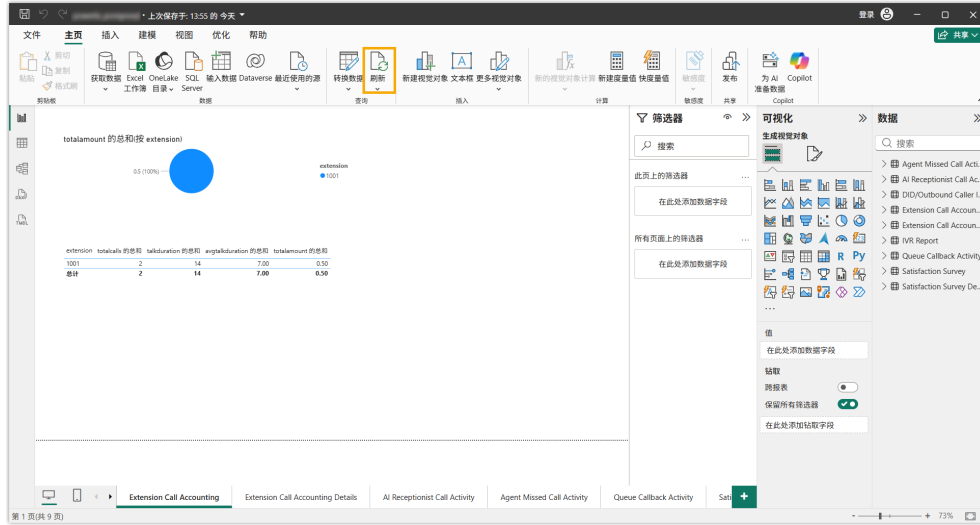 · 上次保存于: 13:55 的 今天
登录
文件 主页 插入 建模 视图 优化 帮助
共享
粘贴 剪切 复制 格式刷
剪贴板
获取数据 Excel 工作簿 OneLake 目录 SQL Server 输入数据 Dataverse 最近使用的源
数据
转换数据 刷新
查询
新建视觉对象 文本框 更多视觉对象
插入
新的视觉对象计算 新建度量值 快度量值
计算
敏感度
敏感度
发布
共享
为 AI 准备数据 Copilot
Copilot
totalamount 的总和(按 extension)
0.5 (100%)
extension
1001
extension totalcalls 的总和 talkduration 的总和 avgtalkduration 的总和 totalamount 的总和
1001 2 14 7.00 0.50
总计 2 14 7.00 0.50
DAX
TMDL
筛选器
搜索
此页上的筛选器 ...
在此处添加数据字段
所有页面上的筛选器 ...
在此处添加数据字段
可视化
生成视觉对象
R Py
...
值
在此处添加数据字段
钻取
跨报表
保留所有筛选器
在此处添加钻取字段
数据
搜索
Agent Missed Call Acti...
AI Receptionist Call Ac...
DID/Outbound Caller I...
Extension Call Accoun...
Extension Call Accoun...
IVR Report
Queue Callback Activity
Satisfaction Survey
Satisfaction Survey De...
Extension Call Accounting Extension Call Accounting Details AI Receptionist Call Activity Agent Missed Call Activity Queue Callback Activity Sati
第 1 页(共 9 页)
- + 73%